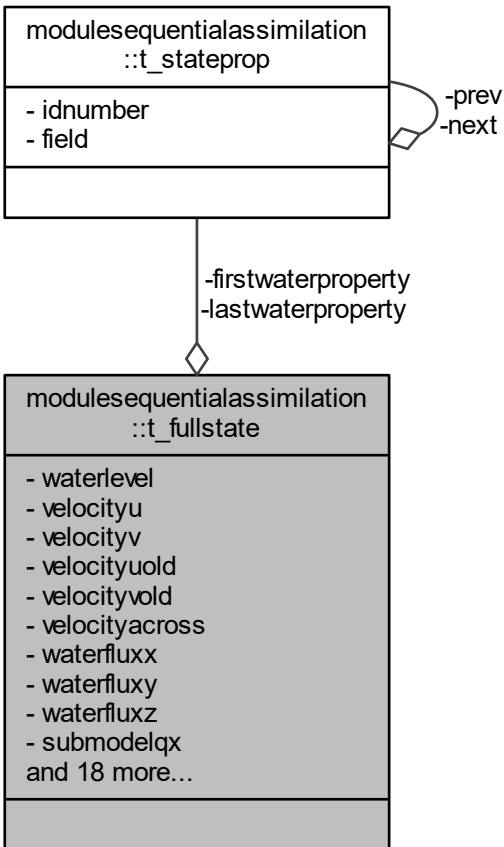 modulesequentialassimilation
::t_stateprop
- idnumber
- field
-prev
-next
-firstwaterproperty
-lastwaterproperty
modulesequentialassimilation
::t_fullstate
- waterlevel
- velocityu
- velocityv
- velocityuold
- velocityvold
- velocityacross
- waterfluxx
- waterfluxy
- waterfluxz
- submodelqx
and 18 more...